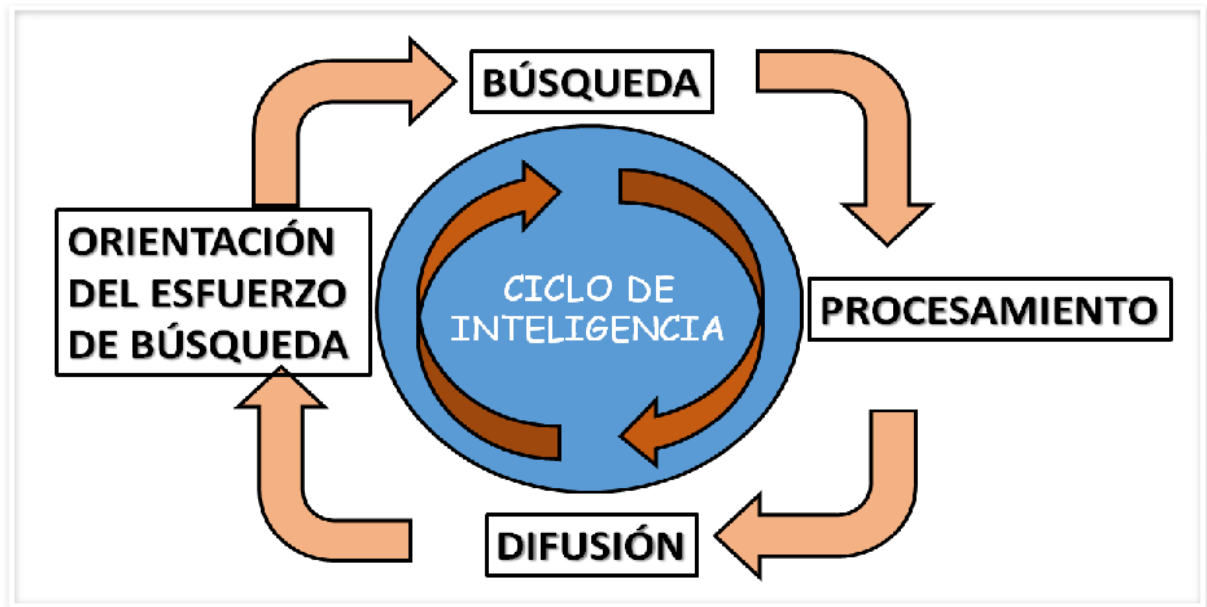 BÚSQUEDA
ORIENTACIÓN
DEL ESFUERZO
DE BÚSQUEDA
CICLO DE
INTELIGENCIA
PROCESAMIENTO
DIFUSIÓN